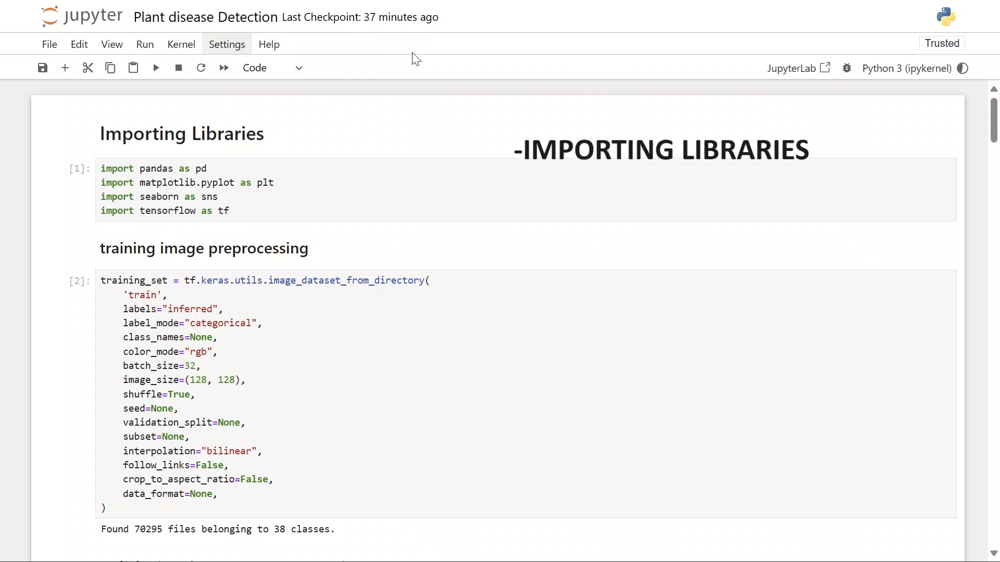 jupyter Plant disease Detection Last Checkpoint: 37 minutes ago
File Edit View Run Kernel Settings Help Trusted
Code JupyterLab Python 3 (ipykernel)
Importing Libraries
-IMPORTING LIBRARIES
[1]: import pandas as pd
import matplotlib.pyplot as plt
import seaborn as sns
import tensorflow as tf
training image preprocessing
[2]: training_set = tf.keras.utils.image_dataset_from_directory(
    'train',
    labels="inferred",
    label_mode="categorical",
    class_names=None,
    color_mode="rgb",
    batch_size=32,
    image_size=(128, 128),
    shuffle=True,
    seed=None,
    validation_split=None,
    subset=None,
    interpolation="bilinear",
    follow_links=False,
    crop_to_aspect_ratio=False,
    data_format=None,
)
Found 70295 files belonging to 38 classes.